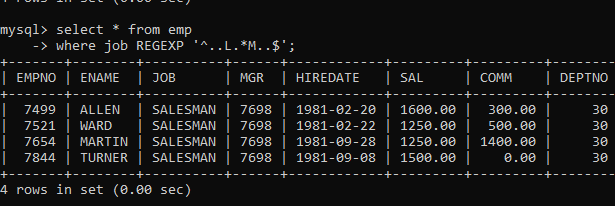 4 rows in set (0.00 sec)
mysql> select * from emp
    -> where job REGEXP '^..L.*M..$';
+-------+--------+----------+------+------------+---------+---------+--------
| EMPNO | ENAME  | JOB      | MGR  | HIREDATE   | SAL     | COMM    | DEPTNO
+-------+--------+----------+------+------------+---------+---------+--------
|  7499 | ALLEN  | SALESMAN | 7698 | 1981-02-20 | 1600.00 |  300.00 |     30
|  7521 | WARD   | SALESMAN | 7698 | 1981-02-22 | 1250.00 |  500.00 |     30
|  7654 | MARTIN | SALESMAN | 7698 | 1981-09-28 | 1250.00 | 1400.00 |     30
|  7844 | TURNER | SALESMAN | 7698 | 1981-09-08 | 1500.00 |    0.00 |     30
+-------+--------+----------+------+------------+---------+---------+--------
4 rows in set (0.00 sec)